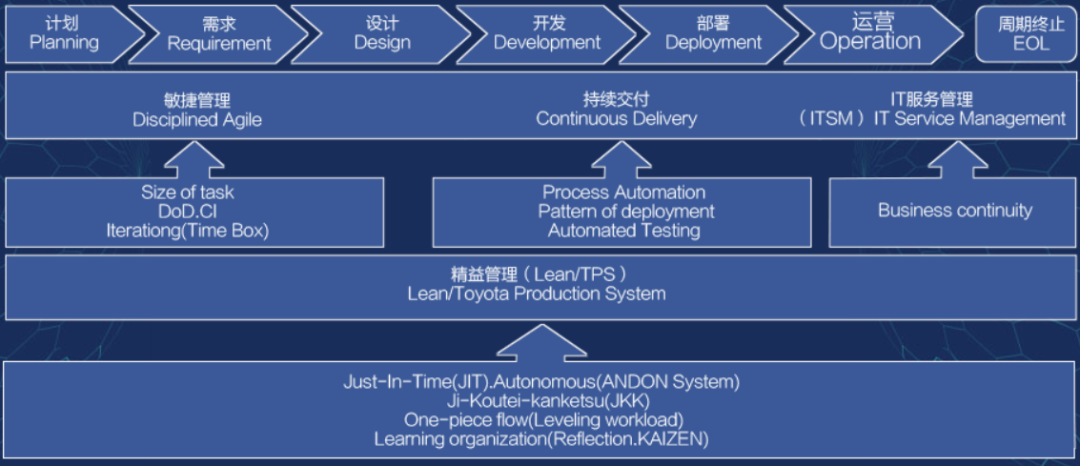 计划
Planning
需求
Requirement
设计
Design
开发
Development
部署
Deployment
运营
Operation
周期终止
EOL
敏捷管理
Disciplined Agile
持续交付
Continuous Delivery
IT服务管理
（ITSM）IT Service Management
Size of task
DoD.CI
Iterationg(Time Box)
Process Automation
Pattern of deployment
Automated Testing
Business continuity
精益管理（Lean/TPS）
Lean/Toyota Production System
Just-In-Time(JIT).Autonomous(ANDON System)
Ji-Koutei-kanketsu(JKK)
One-piece flow(Leveling workload)
Learning organization(Reflection.KAIZEN)